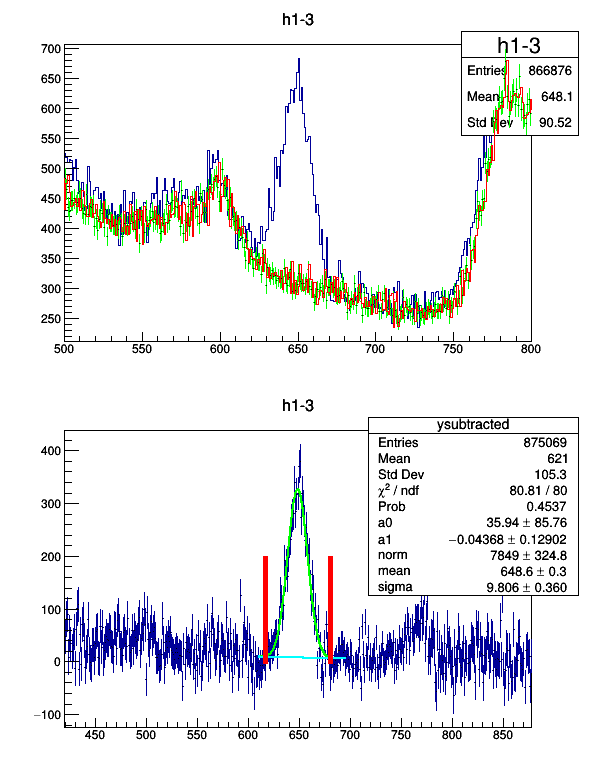 h1-3
h1-3
Entries 866876
Mean 648.1
Std Dev 90.52
700
650
600
550
500
450
400
350
300
250
500 550 600 650 700 750 800
h1-3
ysubtracted
Entries 875069
Mean 621
Std Dev 105.3
χ² / ndf 80.81 / 80
Prob 0.4537
a0 35.94 ± 85.76
a1 −0.04368 ± 0.12902
norm 7849 ± 324.8
mean 648.6 ± 0.3
sigma 9.806 ± 0.360
400
300
200
100
0
−100
450 500 550 600 650 700 750 800 850